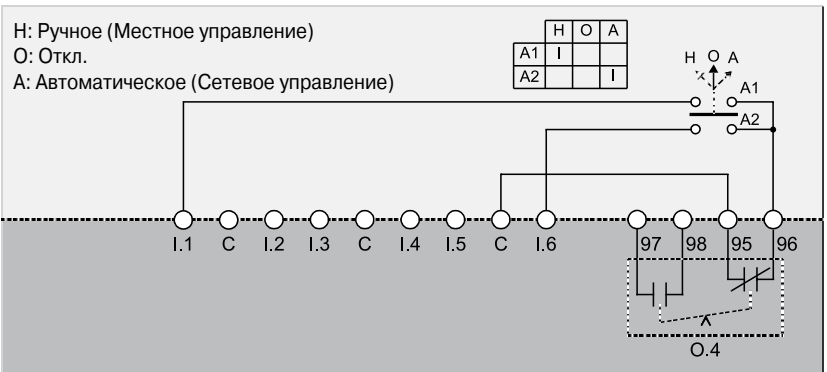 Н: Ручное (Местное управление)
О: Откл.
А: Автоматическое (Сетевое управление)
H O A
A1 I
A2 I
H O A
A1
A2
I.1 C I.2 I.3 C I.4 I.5 C I.6 97 98 95 96
O.4